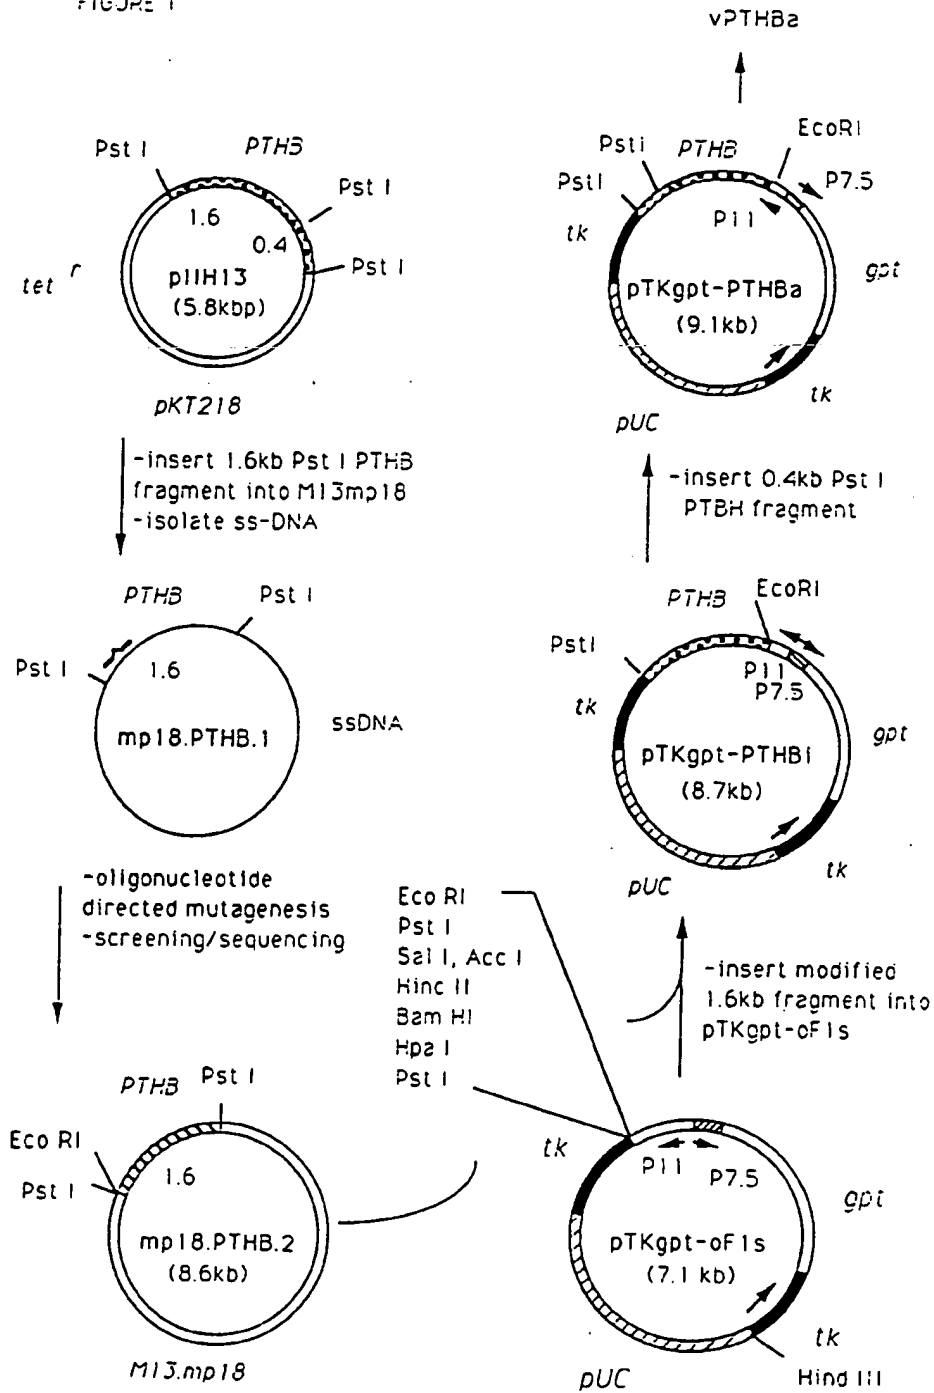 FIGURE 1
Pst I
PTHB
Pst I
1.6
0.4
Pst I
tet r
pIIH13
(5.8kbp)
pKT218
-insert 1.6kb Pst I PTHB
fragment into M13mp18
-isolate ss-DNA
PTHB
Pst I
Pst I
1.6
mp18.PTHB.1
ssDNA
-oligonucleotide
directed mutagenesis
-screening/sequencing
PTHB
Pst I
Eco RI
Pst I
1.6
mp18.PTHB.2
(8.6kb)
M13.mp18
Eco RI
Pst I
Sal I, Acc I
Hinc II
Bam HI
Hpa I
Pst I
tk
P11
P7.5
gpt
pTKgpt-oF1s
(7.1 kb)
tk
pUC
Hind III
-insert modified
1.6kb fragment into
pTKgpt-oF1s
PTHB
EcoRI
PstI
P11
P7.5
tk
gpt
pTKgpt-PTHBi
(8.7kb)
tk
pUC
-insert 0.4kb Pst I
PTBH fragment
vPTHBa
EcoRI
PstI
PTHB
PstI
P7.5
P11
tk
gpt
pTKgpt-PTHBa
(9.1kb)
tk
pUC